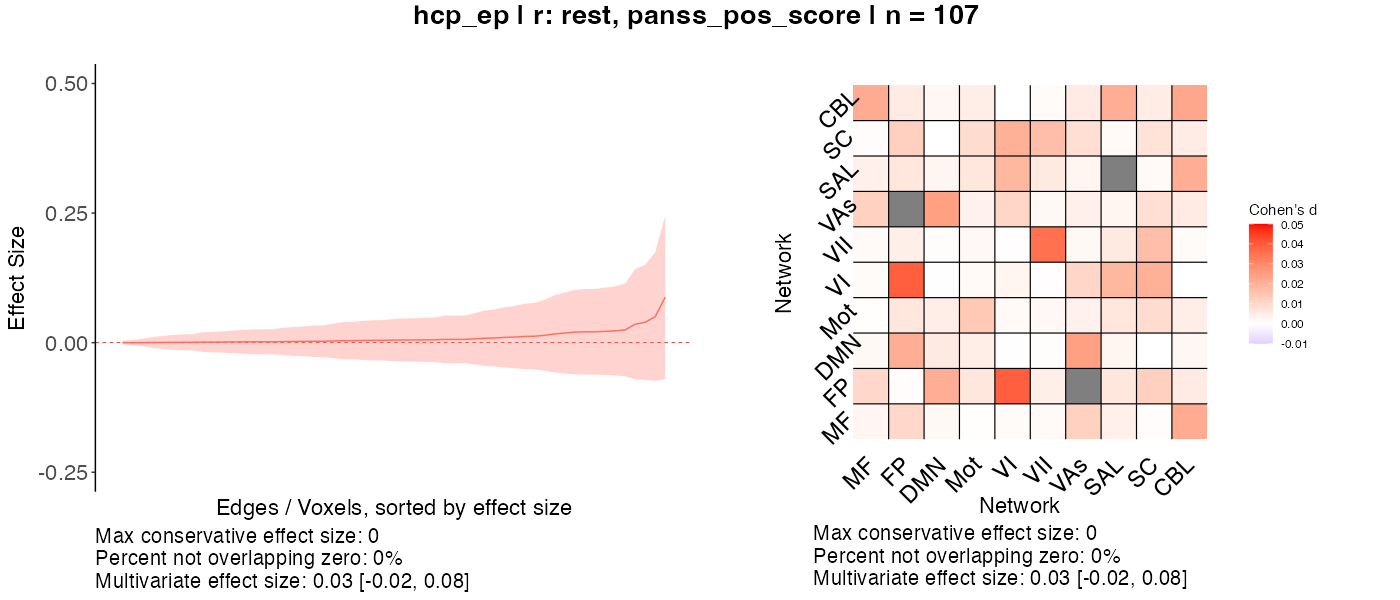 hcp_ep | r: rest, panss_pos_score | n = 107
0.50
0.25
0.00
-0.25
Effect Size
Edges / Voxels, sorted by effect size
Max conservative effect size: 0
Percent not overlapping zero: 0%
Multivariate effect size: 0.03 [-0.02, 0.08]
CBL
SC
SAL
VAs
VII
VI
Mot
DMN
FP
MF
Network
MF FP DMN Mot VI VII VAs SAL SC CBL
Network
Max conservative effect size: 0
Percent not overlapping zero: 0%
Multivariate effect size: 0.03 [-0.02, 0.08]
Cohen's d
0.05
0.04
0.03
0.02
0.01
0.00
-0.01